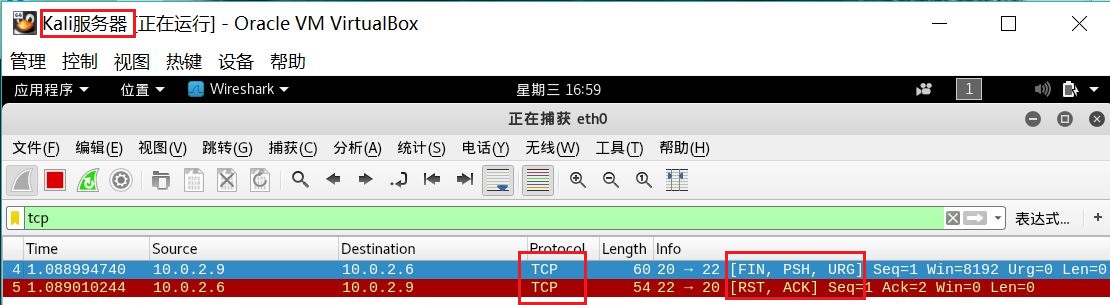 Kali服务器 [正在运行] - Oracle VM VirtualBox
管理 控制 视图 热键 设备 帮助
应用程序 位置 Wireshark 星期三 16:59 1
正在捕获 eth0
文件(F) 编辑(E) 视图(V) 跳转(G) 捕获(C) 分析(A) 统计(S) 电话(Y) 无线(W) 工具(T) 帮助(H)
tcp 表达式… +
Time Source Destination Protocol Length Info
4 1.088994740 10.0.2.9 10.0.2.6 TCP 60 20 → 22 [FIN, PSH, URG] Seq=1 Win=8192 Urg=0 Len=0
5 1.089010244 10.0.2.6 10.0.2.9 TCP 54 22 → 20 [RST, ACK] Seq=1 Ack=2 Win=0 Len=0